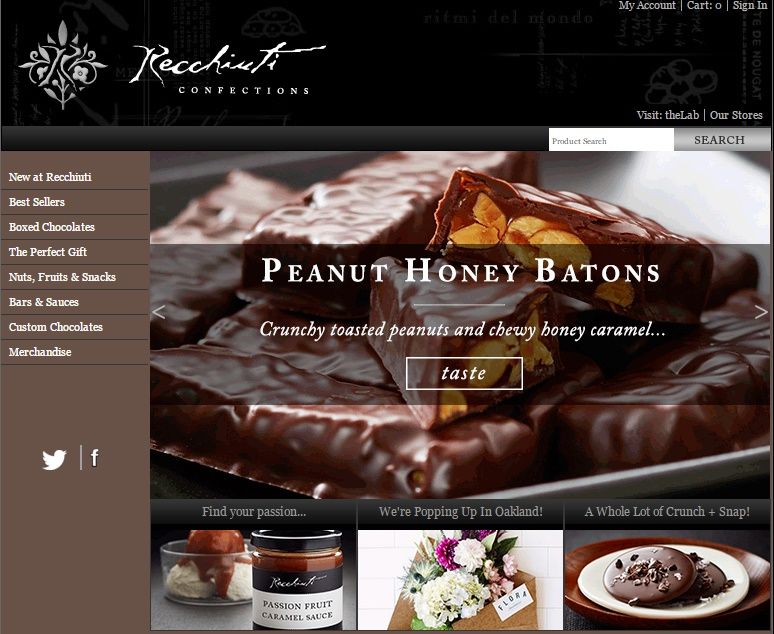 My Account | Cart: 0 | Sign In
ritmi del mondo
Recchiuti
CONFECTIONS
TE DE NOUGAT
Visit: theLab | Our Stores
Product Search
SEARCH
New at Recchiuti
Best Sellers
Boxed Chocolates
The Perfect Gift
Nuts, Fruits & Snacks
Bars & Sauces
Custom Chocolates
Merchandise
PEANUT HONEY BATONS
< >
Crunchy toasted peanuts and chewy honey caramel...
taste
f
Find your passion...
We're Popping Up In Oakland!
A Whole Lot of Crunch + Snap!
Recchiuti
PASSION FRUIT
CARAMEL SAUCE
FLORA